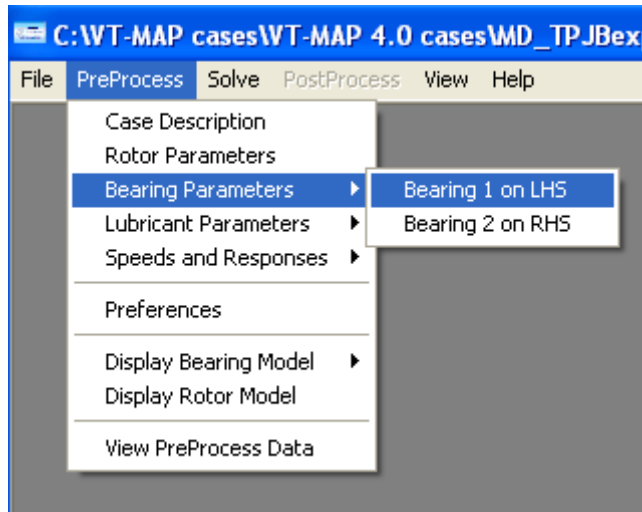 C:\VT-MAP cases\VT-MAP 4.0 cases\MD_TPJBex
File PreProcess Solve PostProcess View Help
Case Description
Rotor Parameters
Bearing Parameters
Bearing 1 on LHS
Lubricant Parameters
Bearing 2 on RHS
Speeds and Responses
Preferences
Display Bearing Model
Display Rotor Model
View PreProcess Data